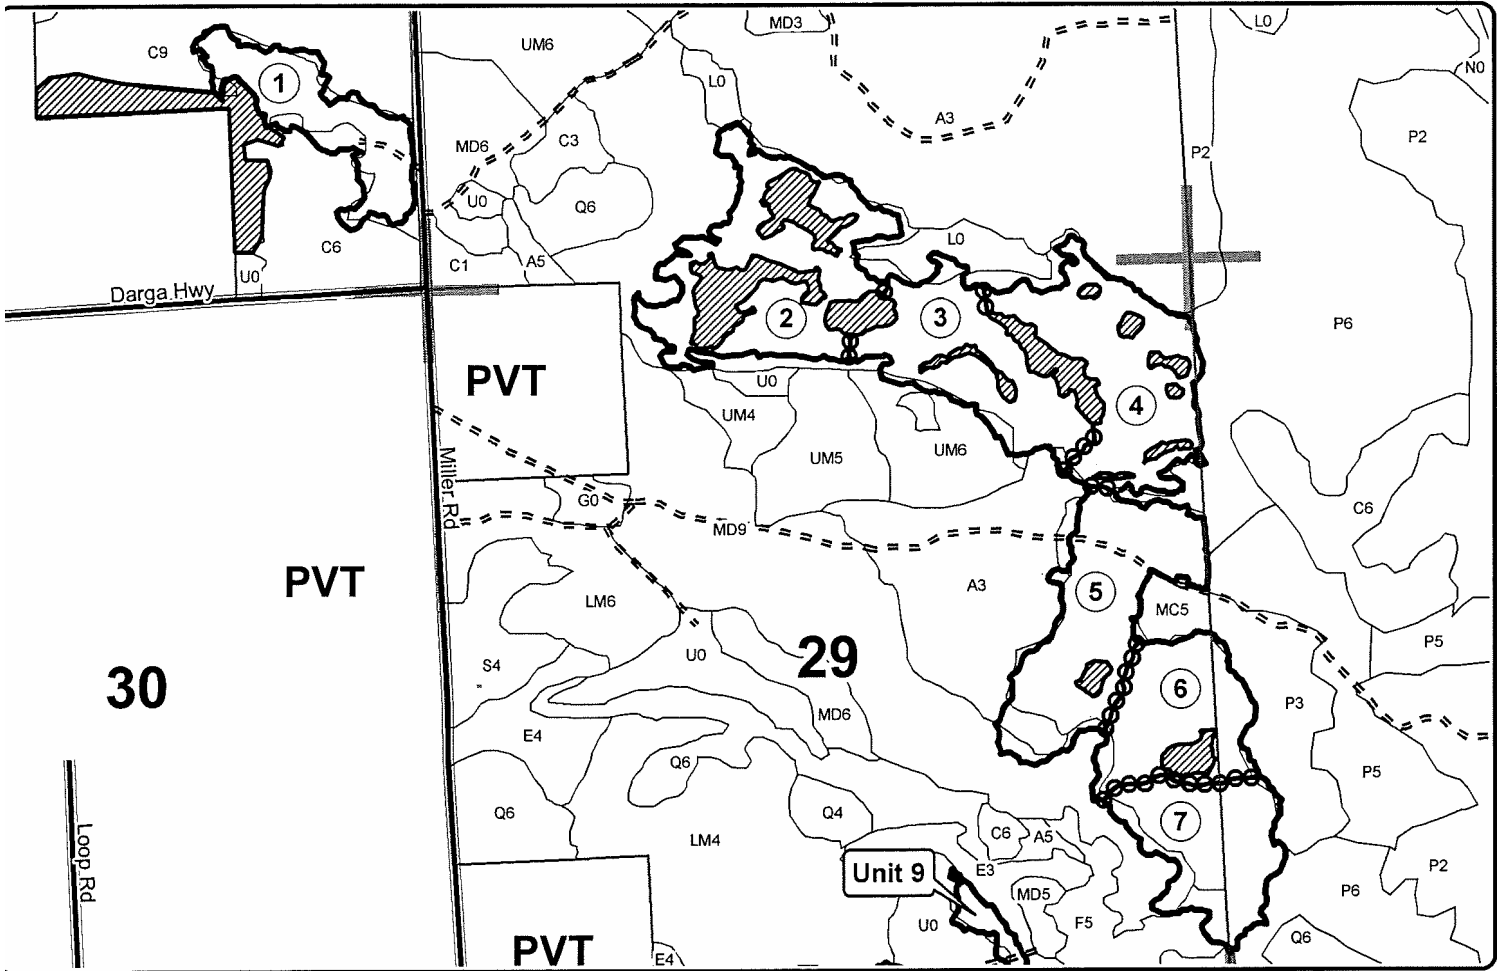 MD3
L0
C9
UM6
N0
1
L0
A3
P2
C3
MD6
P2
U0
Q6
C6
L0
C1
A5
U0
Darga Hwy
2
3
P6
PVT
U0
4
UM4
UM5
UM6
Miller Rd
G0
C6
MD9
PVT
A3
5
LM6
MC5
P5
29
U0
S4
30
6
P3
MD6
E4
Q6
P5
Q6
Q4
7
C6
A5
LM4
Loop Rd
E3
Unit 9
P2
MD5
P6
U0
F5
Q6
PVT
E4